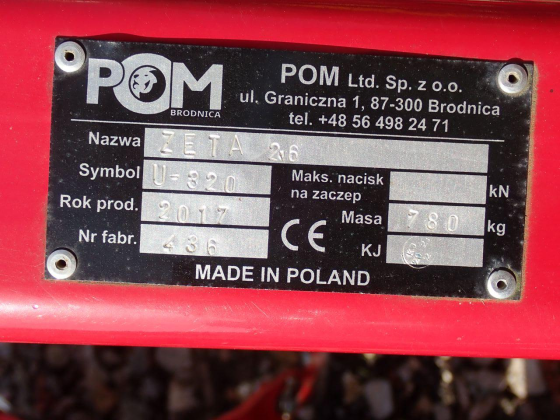 POM
BRODNICA
POM Ltd. Sp. z o.o.
ul. Graniczna 1, 87-300 Brodnica
tel. +48 56 498 24 71
Nazwa ZETA 26
Symbol U-820
Maks. nacisk na zaczep kN
Rok prod. 2017
Masa 780 kg
Nr fabr. 436
CE
KJ
MADE IN POLAND